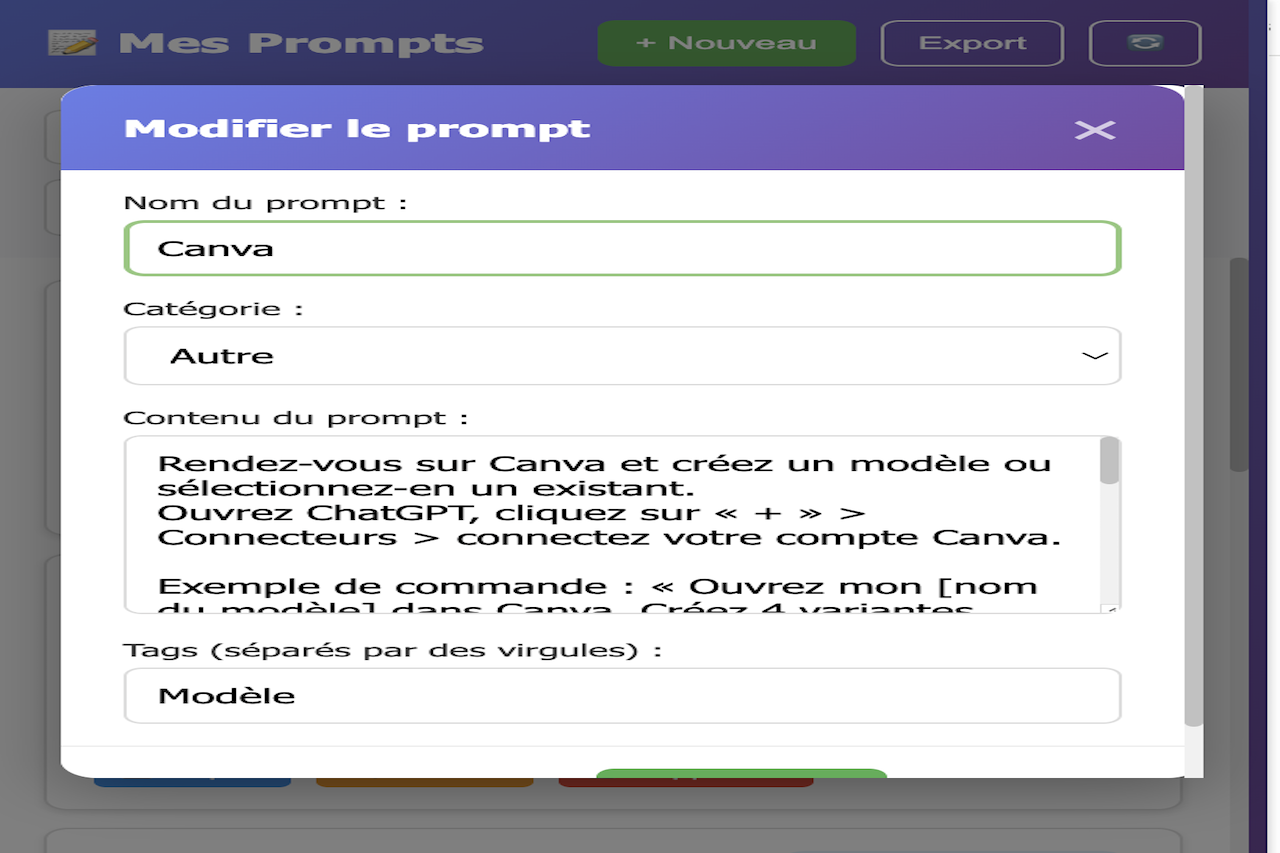 Mes Prompts
+ Nouveau
Export
Modifier le prompt
Nom du prompt :
Canva
Catégorie :
Autre
Contenu du prompt :
Rendez-vous sur Canva et créez un modèle ou
sélectionnez-en un existant.
Ouvrez ChatGPT, cliquez sur « + » >
Connecteurs > connectez votre compte Canva.
Exemple de commande : « Ouvrez mon [nom
du modèle] dans Canva. Créez 4 variantes
Tags (séparés par des virgules) :
Modèle